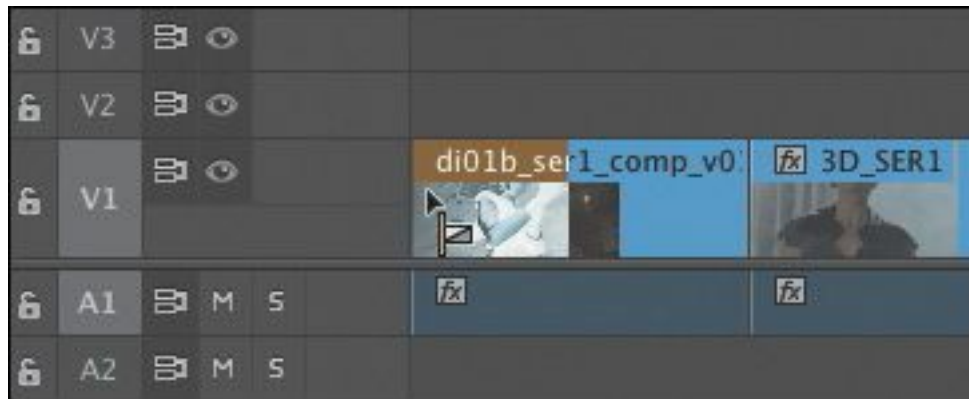 V3
V2
di01b_ser1_comp_v0
fx 3D_SER1
V1
fx fx
A1 M S
A2 M S